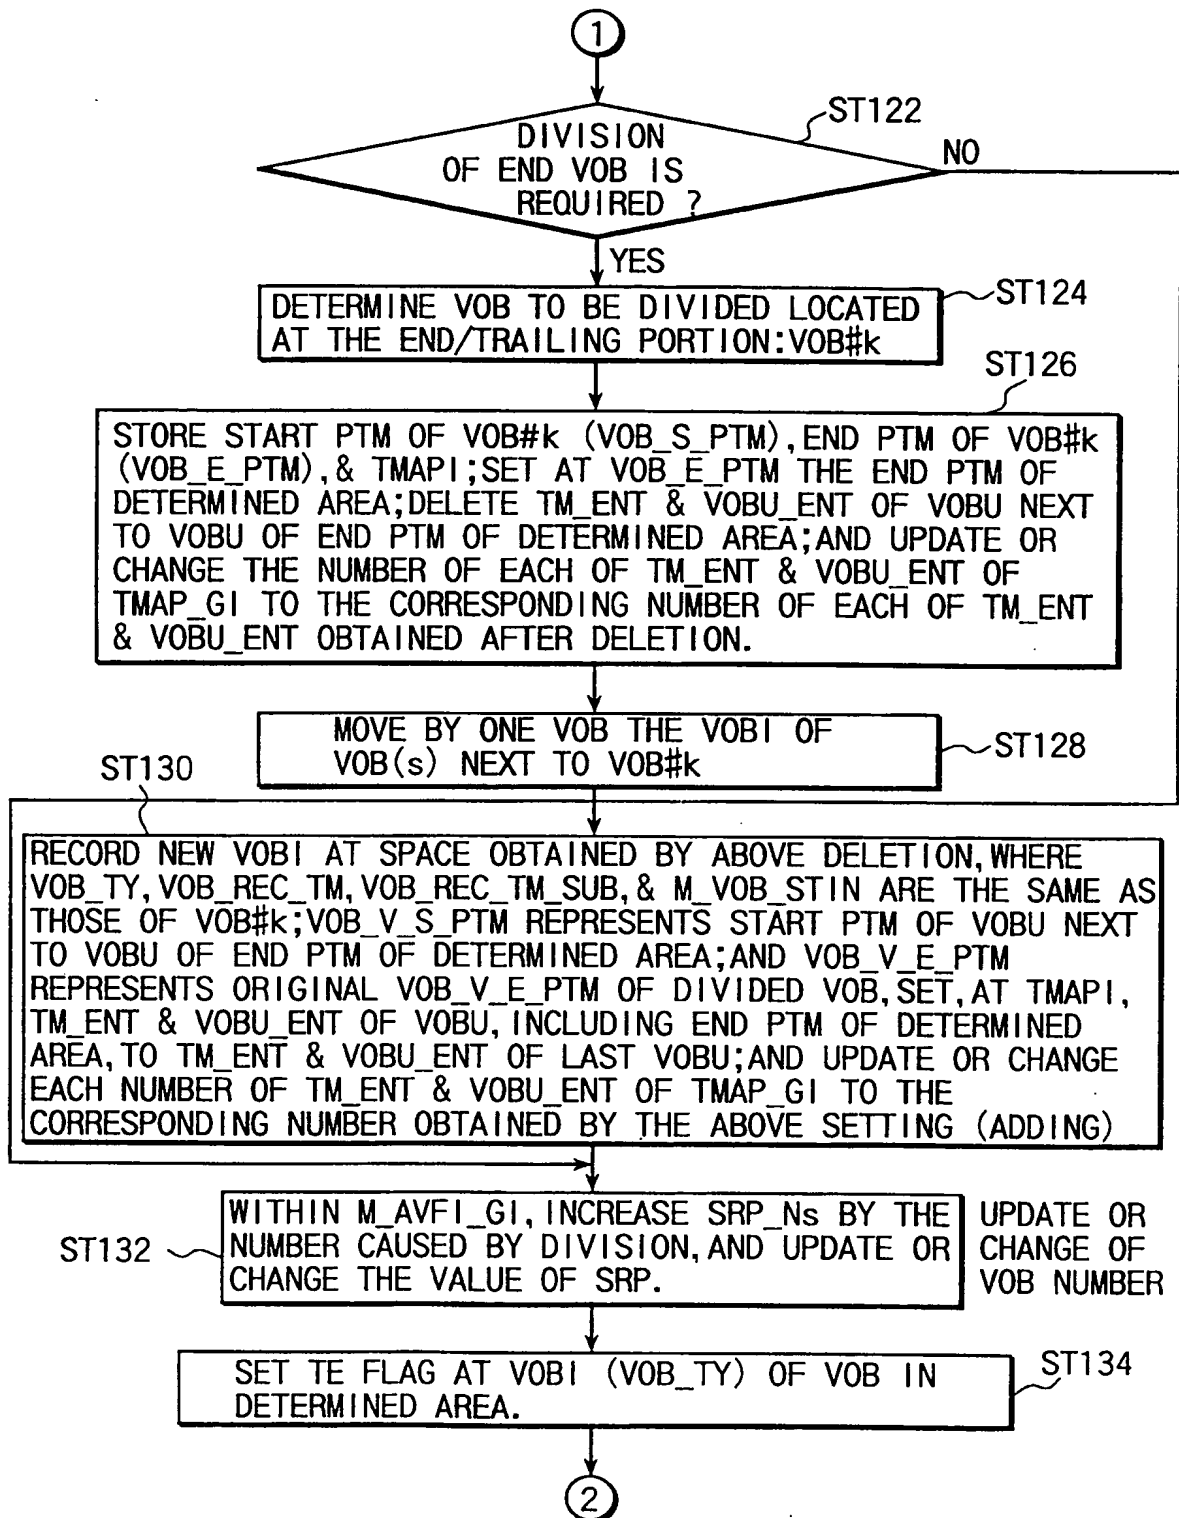 1
ST122
DIVISION
OF END VOB IS
REQUIRED ?
NO
YES
ST124
DETERMINE VOB TO BE DIVIDED LOCATED
AT THE END/TRAILING PORTION:VOB#k
ST126
STORE START PTM OF VOB#k (VOB_S_PTM),END PTM OF VOB#k
(VOB_E_PTM),& TMAPI;SET AT VOB_E_PTM THE END PTM OF
DETERMINED AREA;DELETE TM_ENT & VOBU_ENT OF VOBU NEXT
TO VOBU OF END PTM OF DETERMINED AREA;AND UPDATE OR
CHANGE THE NUMBER OF EACH OF TM_ENT & VOBU_ENT OF
TMAP_GI TO THE CORRESPONDING NUMBER OF EACH OF TM_ENT
& VOBU_ENT OBTAINED AFTER DELETION.
MOVE BY ONE VOB THE VOBI OF
VOB(s) NEXT TO VOB#k
ST128
ST130
RECORD NEW VOBI AT SPACE OBTAINED BY ABOVE DELETION,WHERE
VOB_TY,VOB_REC_TM,VOB_REC_TM_SUB,& M_VOB_STIN ARE THE SAME AS
THOSE OF VOB#k;VOB_V_S_PTM REPRESENTS START PTM OF VOBU NEXT
TO VOBU OF END PTM OF DETERMINED AREA;AND VOB_V_E_PTM
REPRESENTS ORIGINAL VOB_V_E_PTM OF DIVIDED VOB,SET,AT TMAPI,
TM_ENT & VOBU_ENT OF VOBU,INCLUDING END PTM OF DETERMINED
AREA,TO TM_ENT & VOBU_ENT OF LAST VOBU;AND UPDATE OR CHANGE
EACH NUMBER OF TM_ENT & VOBU_ENT OF TMAP_GI TO THE
CORRESPONDING NUMBER OBTAINED BY THE ABOVE SETTING (ADDING)
ST132
WITHIN M_AVFI_GI,INCREASE SRP_Ns BY THE
NUMBER CAUSED BY DIVISION,AND UPDATE OR
CHANGE THE VALUE OF SRP.
UPDATE OR
CHANGE OF
VOB NUMBER
SET TE FLAG AT VOBI (VOB_TY) OF VOB IN
DETERMINED AREA.
ST134
2